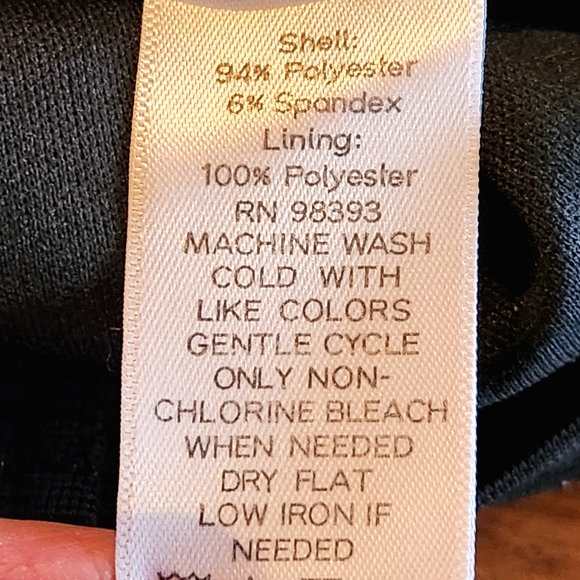 Shell:
94% Polyester
6% Spandex
Lining:
100% Polyester
RN 98393
MACHINE WASH
COLD WITH
LIKE COLORS
GENTLE CYCLE
ONLY NON-
CHLORINE BLEACH
WHEN NEEDED
DRY FLAT
LOW IRON IF
NEEDED